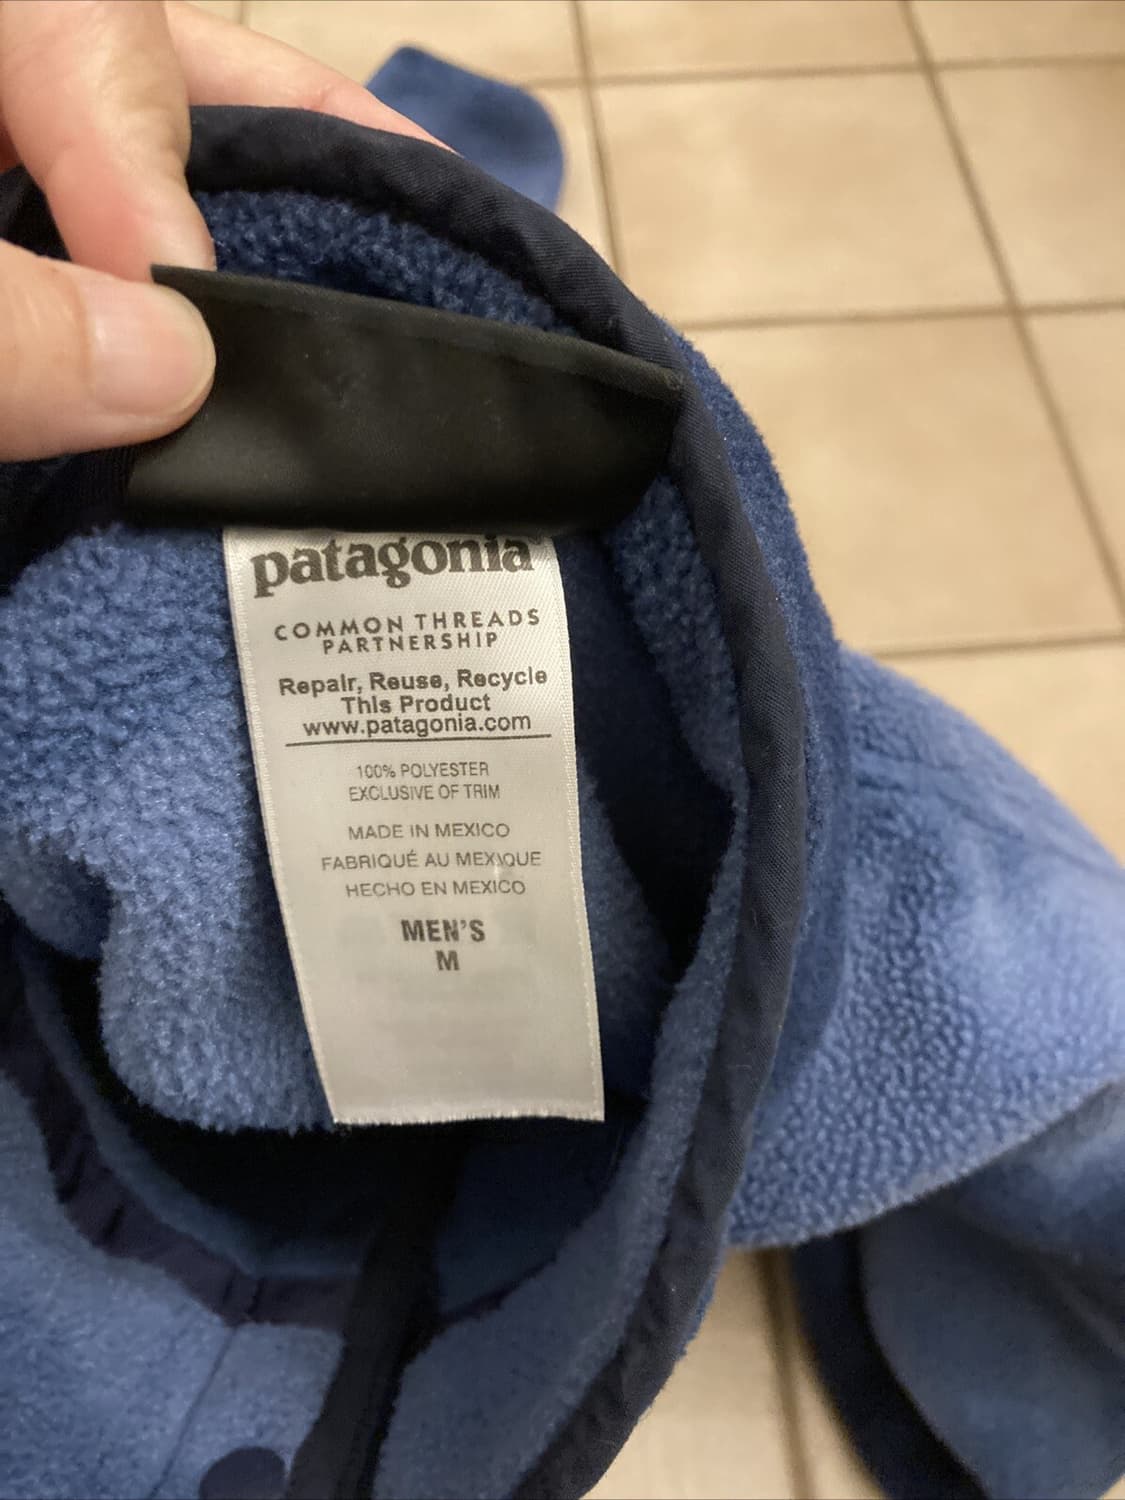 patagonia
COMMON THREADS
PARTNERSHIP
Repair, Reuse, Recycle
This Product
www.patagonia.com
100% POLYESTER
EXCLUSIVE OF TRIM
MADE IN MEXICO
FABRIQUÉ AU MEXIQUE
HECHO EN MEXICO
MEN'S
M